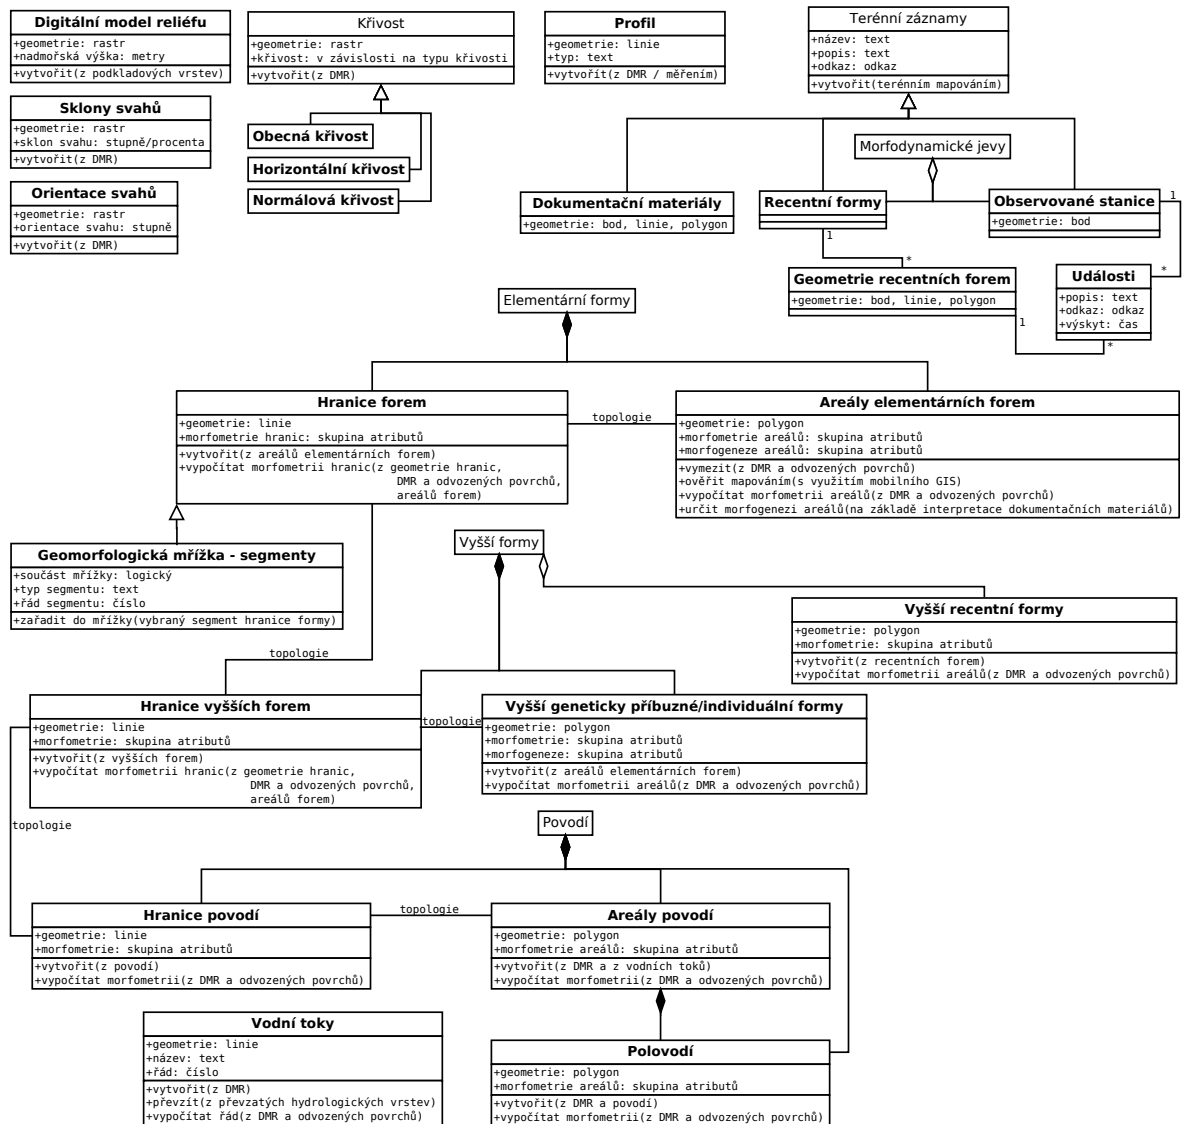 Digitální model reliéfu
+geometrie: rastr
+nadmořská výška: metry
+vytvořit(z podkladových vrstev)
Křivost
+geometrie: rastr
+křivost: v závislosti na typu křivosti
+vytvořit(z DMR)
Profil
+geometrie: linie
+typ: text
+vytvořít(z DMR / měřením)
Terénní záznamy
+název: text
+popis: text
+odkaz: odkaz
+vytvořit(terénním mapováním)
Sklony svahů
+geometrie: rastr
+sklon svahu: stupně/procenta
+vytvořit(z DMR)
Obecná křivost
Horizontální křivost
Normálová křivost
Morfodynamické jevy
Orientace svahů
+geometrie: rastr
+orientace svahu: stupně
+vytvořit(z DMR)
Dokumentační materiály
+geometrie: bod, linie, polygon
Recentní formy
1
Observované stanice
+geometrie: bod
1
*
*
Geometrie recentních forem
+geometrie: bod, linie, polygon
1
Události
+popis: text
+odkaz: odkaz
+výskyt: čas
*
Elementární formy
Hranice forem
+geometrie: linie
+morfometrie hranic: skupina atributů
+vytvořit(z areálů elementárních forem)
+vypočítat morfometrii hranic(z geometrie hranic,
DMR a odvozených povrchů,
areálů forem)
topologie
Areály elementárních forem
+geometrie: polygon
+morfometrie areálů: skupina atributů
+morfogeneze areálů: skupina atributů
+vymezit(z DMR a odvozených povrchů)
+ověřit mapováním(s využitím mobilního GIS)
+vypočítat morfometrii areálů(z DMR a odvozených povrchů)
+určit morfogenezi areálů(na základě interpretace dokumentačních materiálů)
Geomorfologická mřížka - segmenty
+součást mřížky: logický
+typ segmentu: text
+řád segmentu: číslo
+zařadit do mřížky(vybraný segment hranice formy)
Vyšší formy
Vyšší recentní formy
+geometrie: polygon
+morfometrie: skupina atributů
+vytvořit(z recentních forem)
+vypočítat morfometrii areálů(z DMR a odvozených povrchů)
topologie
Hranice vyšších forem
+geometrie: linie
+morfometrie: skupina atributů
+vytvořit(z vyšších forem)
+vypočítat morfometrii hranic(z geometrie hranic,
DMR a odvozených povrchů,
areálů forem)
topologie
Vyšší geneticky příbuzné/individuální formy
+geometrie: polygon
+morfometrie: skupina atributů
+morfogeneze: skupina atributů
+vytvořit(z areálů elementárních forem)
+vypočítat morfometrii areálů(z DMR a odvozených povrchů)
topologie
Povodí
Hranice povodí
+geometrie: linie
+morfometrie: skupina atributů
+vytvořit(z povodí)
+vypočítat morfometrii(z DMR a odvozených povrchů)
topologie
Areály povodí
+geometrie: polygon
+morfometrie areálů: skupina atributů
+vytvořit(z DMR a z vodních toků)
+vypočítat morfometrii(z DMR a odvozených povrchů)
Vodní toky
+geometrie: linie
+název: text
+řád: číslo
+vytvořit(z DMR)
+převzít(z převzatých hydrologických vrstev)
+vypočítat řád(z DMR a odvozených povrchů)
Polovodí
+geometrie: polygon
+morfometrie areálů: skupina atributů
+vytvořit(z DMR a povodí)
+vypočítat morfometrii(z DMR a odvozených povrchů)